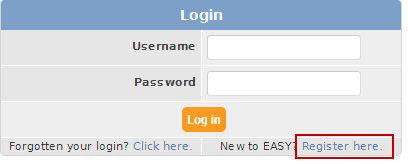 Login
Username
Password
Log in
Forgotten your login? Click here. New to EASY? Register here.